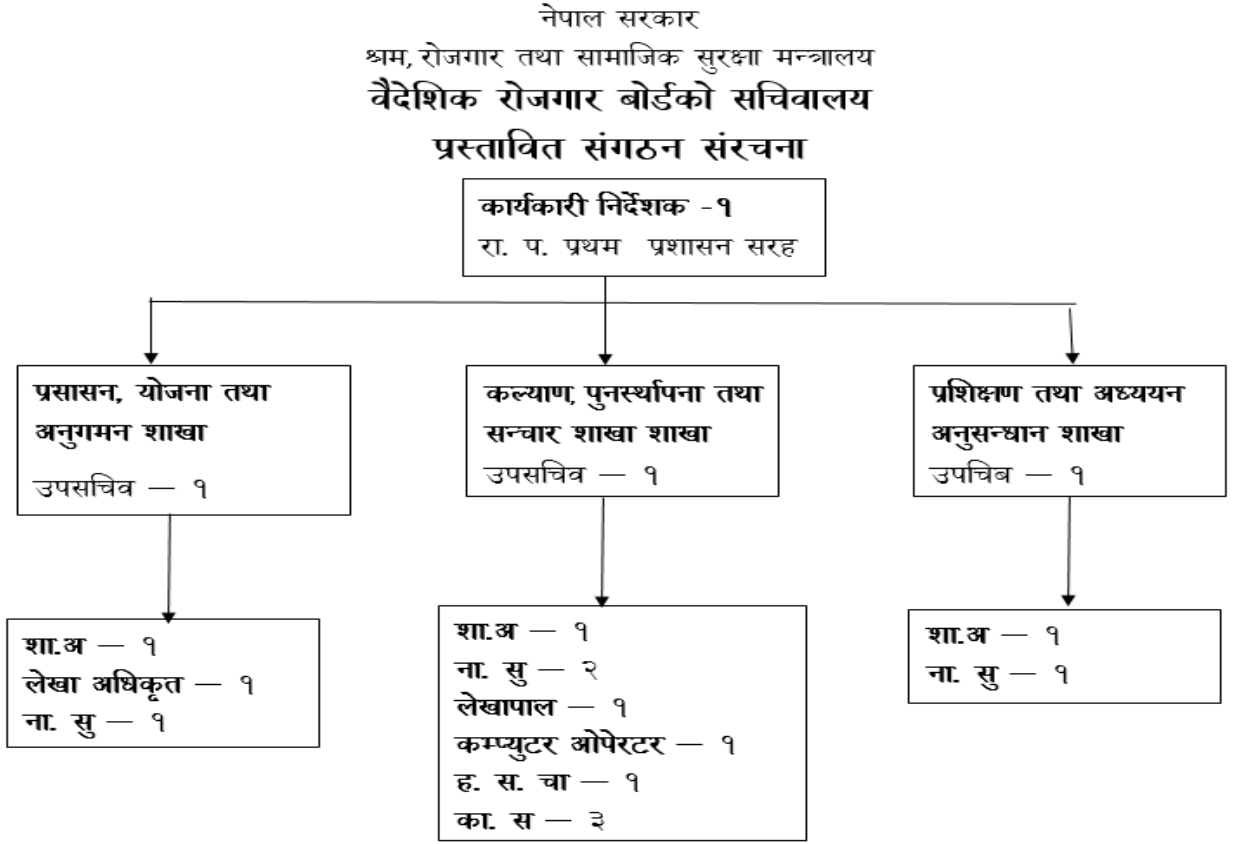 नेपाल सरकार
श्रम, रोजगार तथा सामाजिक सुरक्षा मन्त्रालय
वैदेशिक रोजगार बोर्डको सचिवालय
प्रस्तावित संगठन संरचना
कार्यकारी निर्देशक -१
रा. प. प्रथम प्रशासन सरह
प्रसासन, योजना तथा
अनुगमन शाखा
उपसचिव — १
कल्याण, पुनर्स्थापना तथा
सन्चार शाखा शाखा
उपसचिव — १
प्रशिक्षण तथा अध्ययन
अनुसन्धान शाखा
उपचिब — १
शा.अ — १
लेखा अधिकृत — १
ना. सु — १
शा.अ — १
ना. सु — २
लेखापाल — १
कम्प्युटर ओपेरटर — १
ह. स. चा — १
का. स — ३
शा.अ — १
ना. सु — १